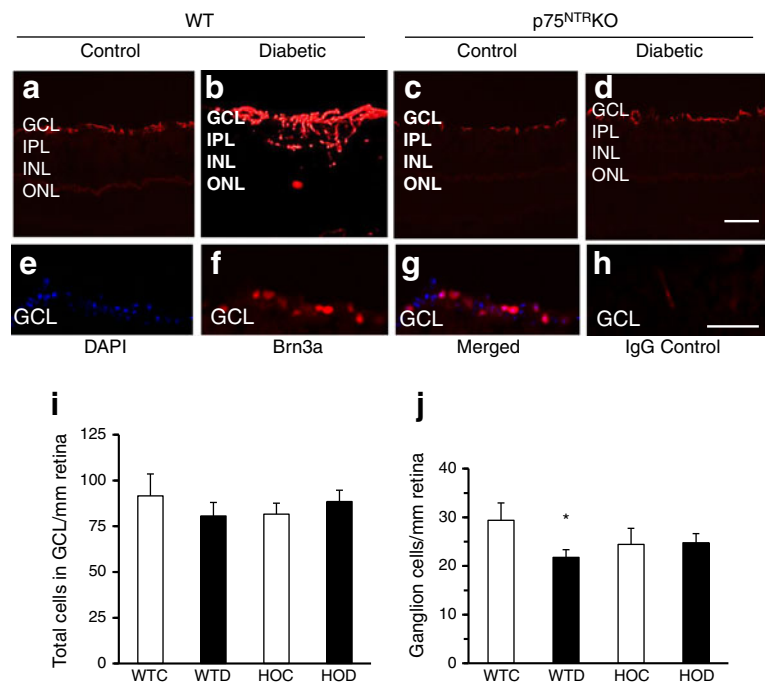 WT p75NTRKO
Control Diabetic Control Diabetic
a b c d
GCL GCL GCL GCL
IPL IPL IPL IPL
INL INL INL INL
ONL ONL ONL ONL
e f g h
GCL GCL GCL GCL
DAPI Brn3a Merged IgG Control
i
Total cells in GCL/mm retina
125
100
75
50
25
0
WTC WTD HOC HOD
j
Ganglion cells/mm retina
40
30
20
10
0
*
WTC WTD HOC HOD